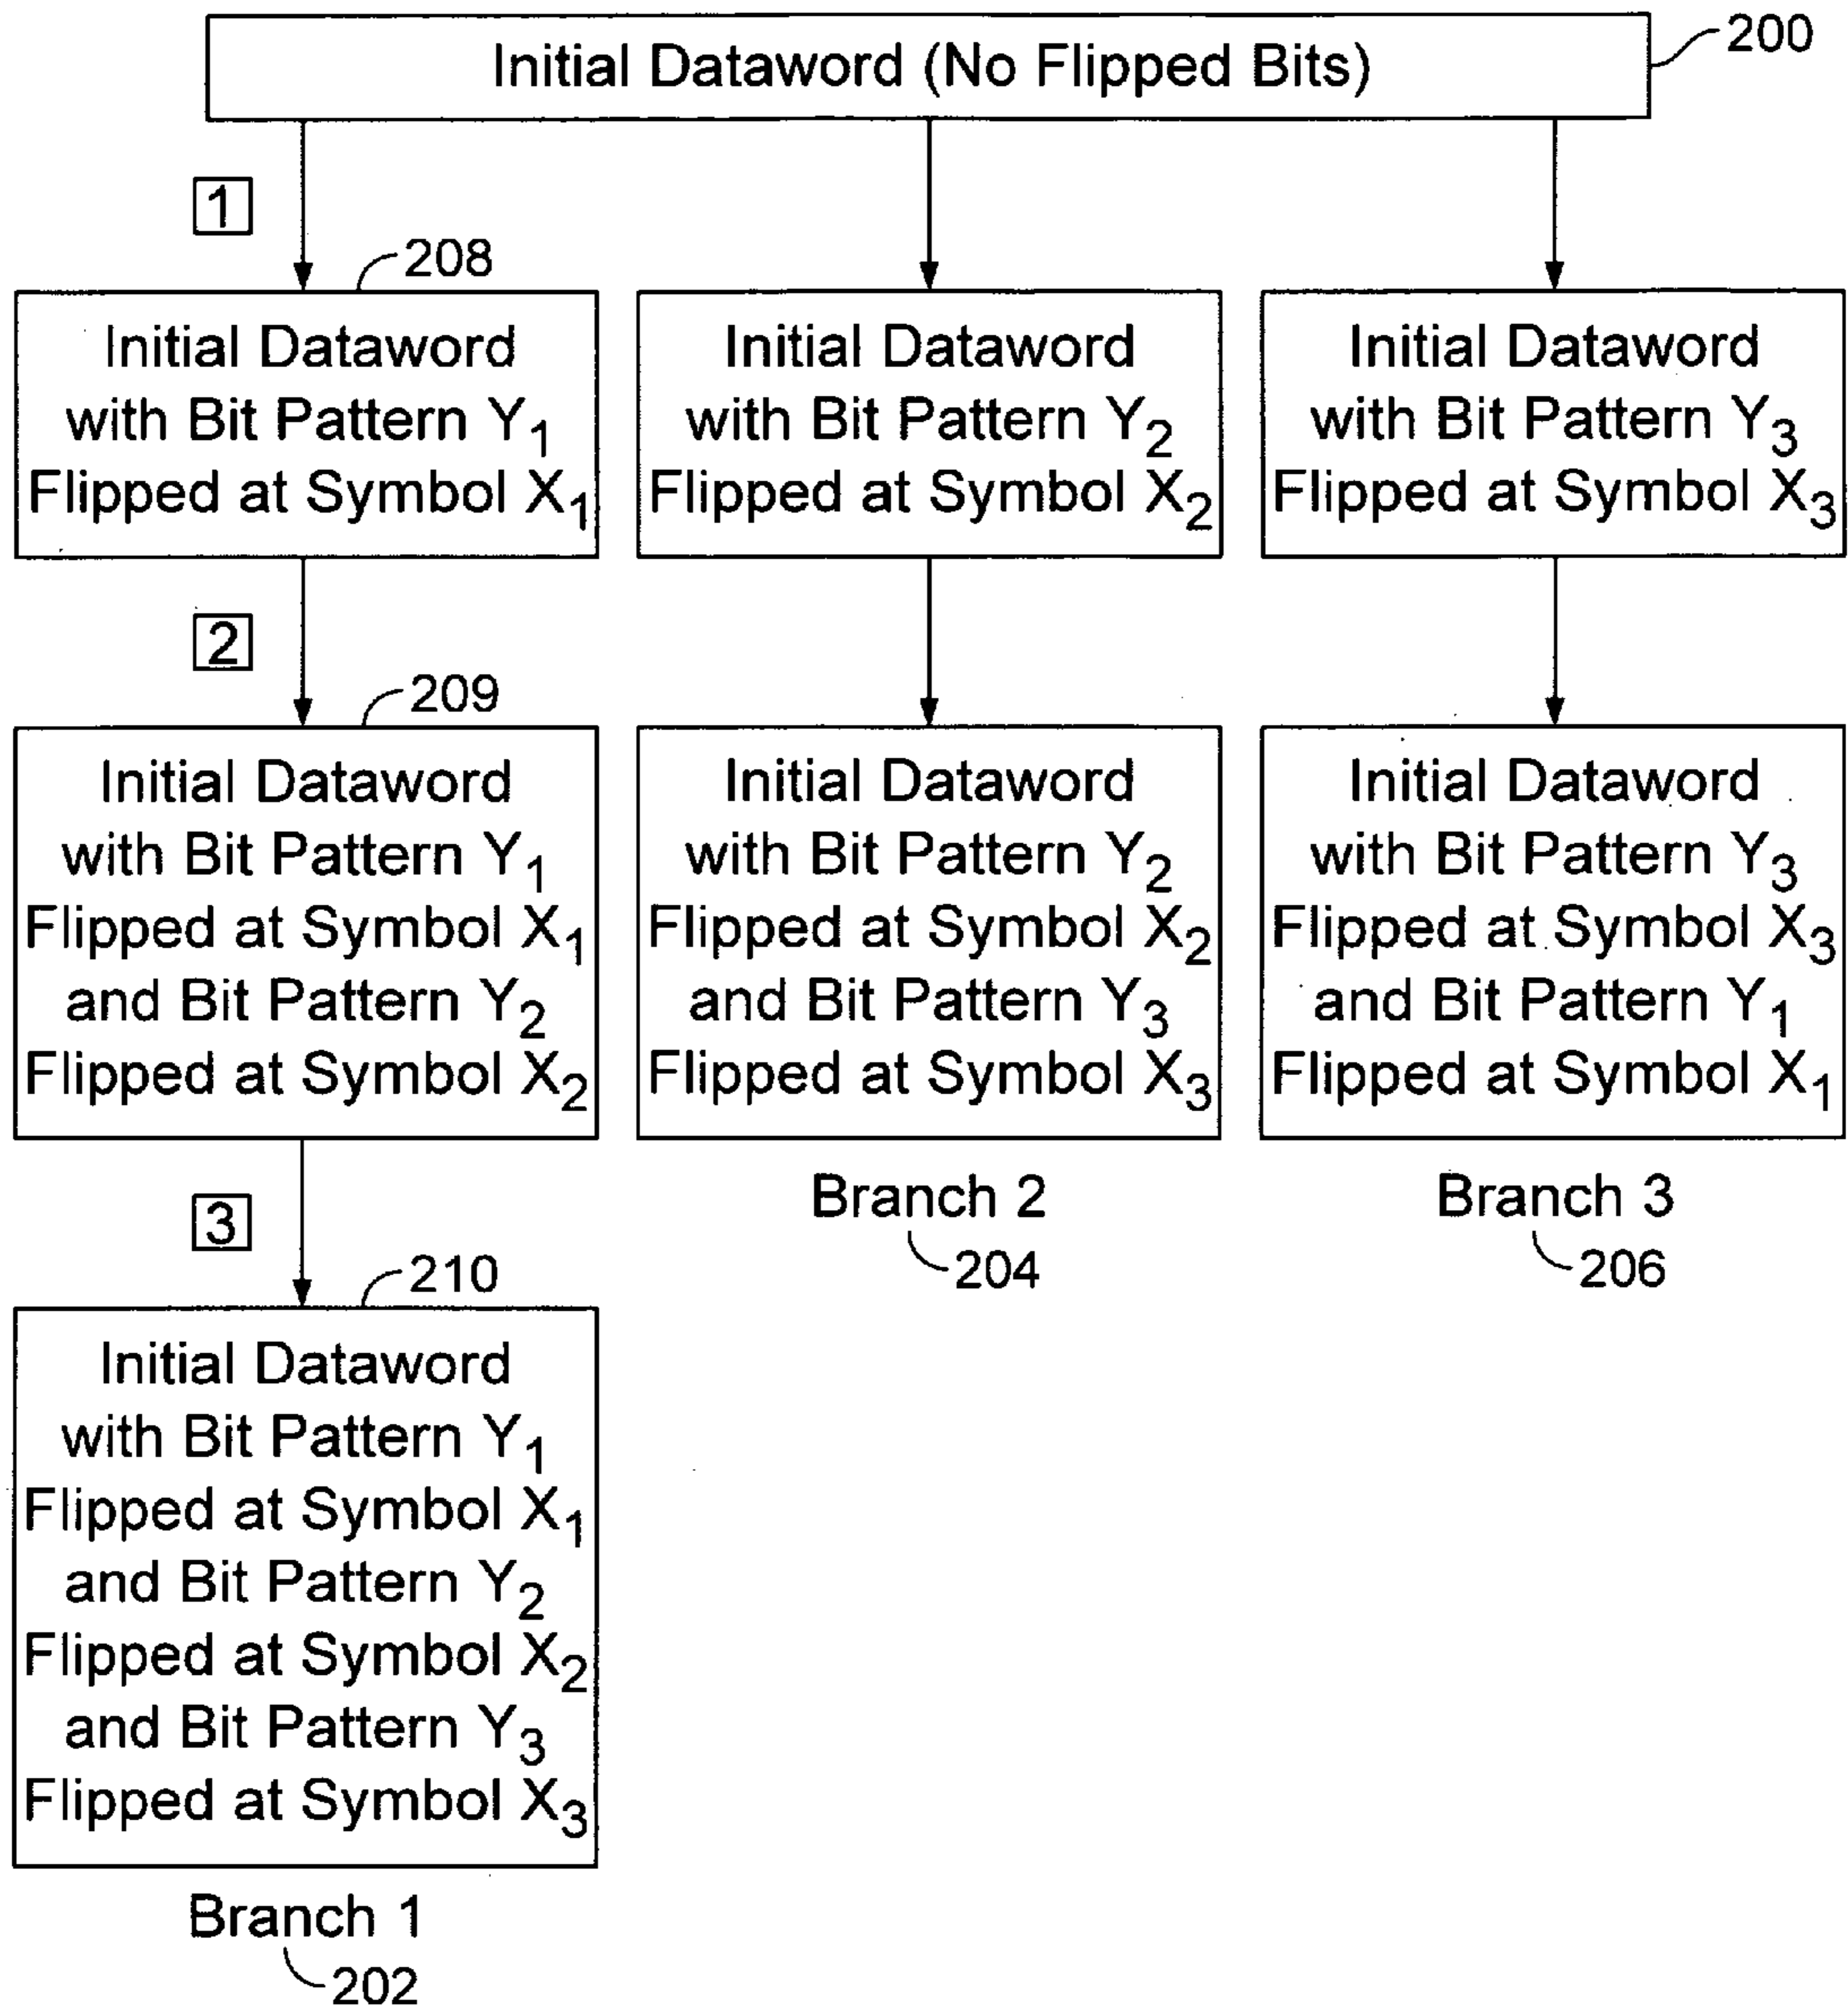 Initial Dataword (No Flipped Bits)
200
1
208
Initial Dataword
with Bit Pattern Y1
Flipped at Symbol X1
Initial Dataword
with Bit Pattern Y2
Flipped at Symbol X2
Initial Dataword
with Bit Pattern Y3
Flipped at Symbol X3
2
209
Initial Dataword
with Bit Pattern Y1
Flipped at Symbol X1
and Bit Pattern Y2
Flipped at Symbol X2
Initial Dataword
with Bit Pattern Y2
Flipped at Symbol X2
and Bit Pattern Y3
Flipped at Symbol X3
Branch 2
204
Initial Dataword
with Bit Pattern Y3
Flipped at Symbol X3
and Bit Pattern Y1
Flipped at Symbol X1
Branch 3
206
3
210
Initial Dataword
with Bit Pattern Y1
Flipped at Symbol X1
and Bit Pattern Y2
Flipped at Symbol X2
and Bit Pattern Y3
Flipped at Symbol X3
Branch 1
202